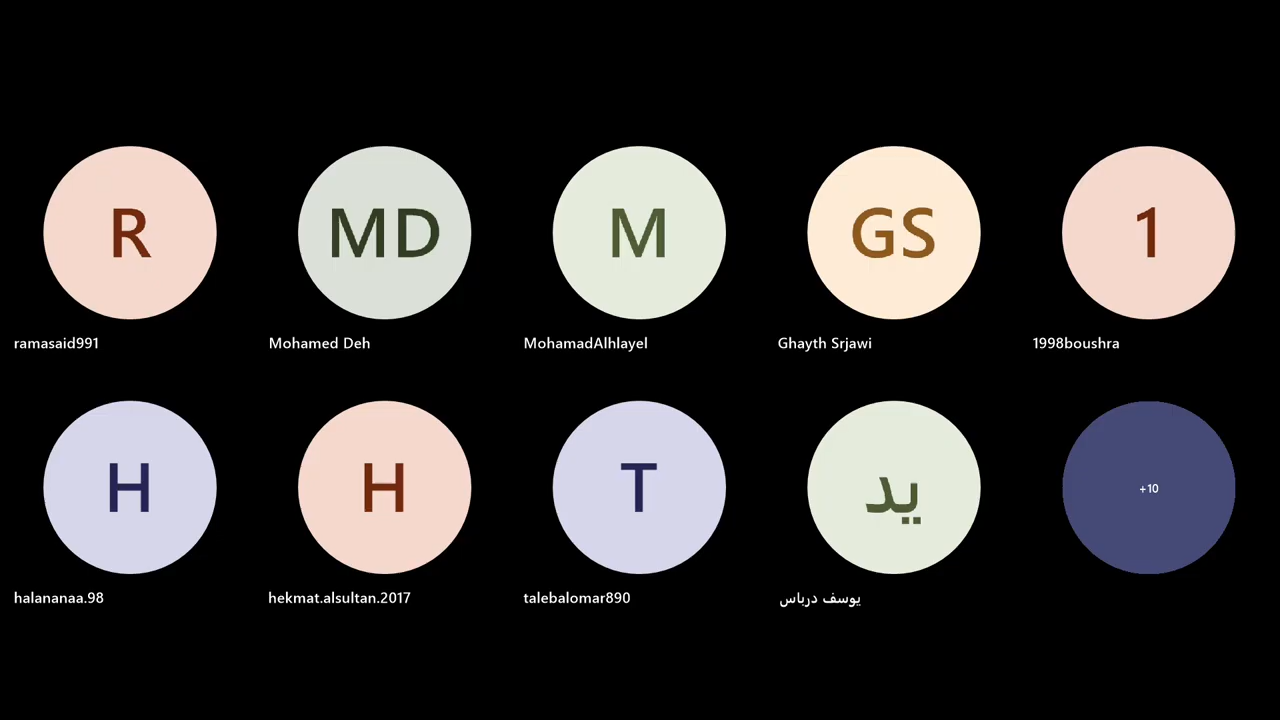 R
MD
M
GS
1
ramasaid991
Mohamed Deh
MohamadAlhlayel
Ghayth Srjawi
1998boushra
H
H
T
يد
+10
halananaa.98
hekmat.alsultan.2017
talebalomar890
يوسف درباس